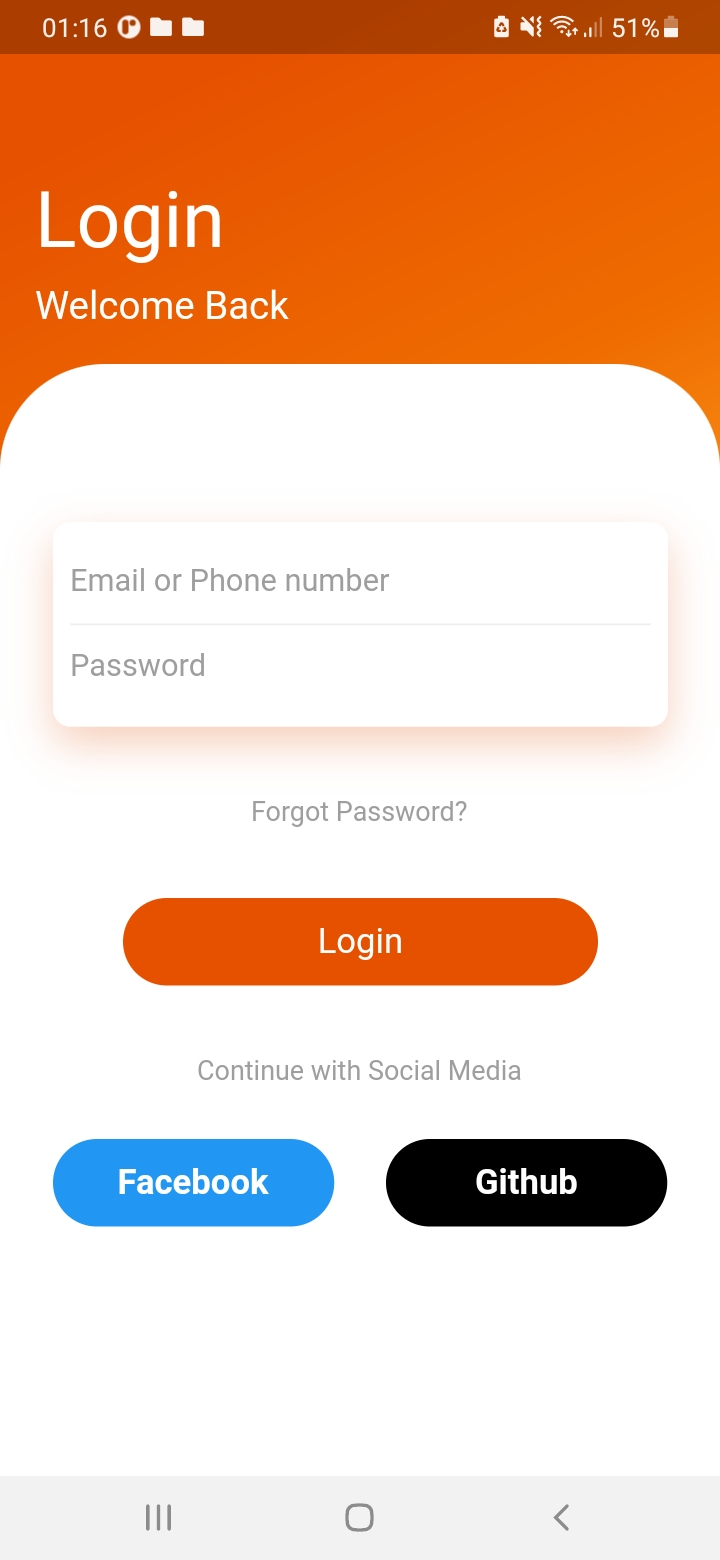 01:16 51%
Login
Welcome Back
Email or Phone number
Password
Forgot Password?
Login
Continue with Social Media
Facebook Github